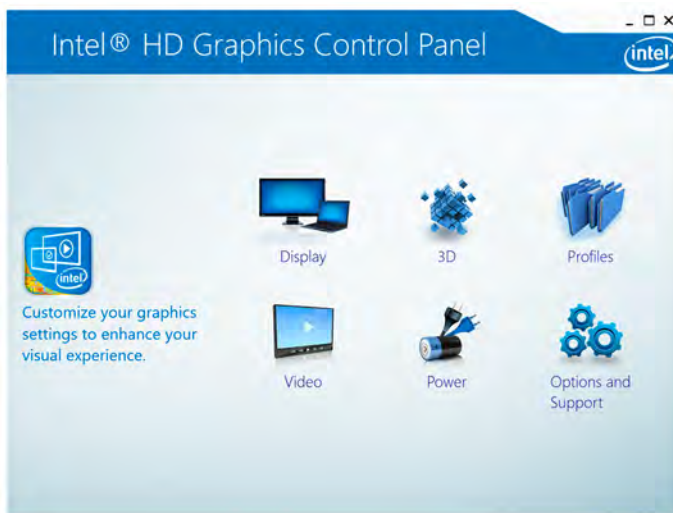 Intel® HD Graphics Control Panel
intel
Display
3D
Profiles
intel
Customize your graphics
settings to enhance your
visual experience.
Video
Power
Options and
Support